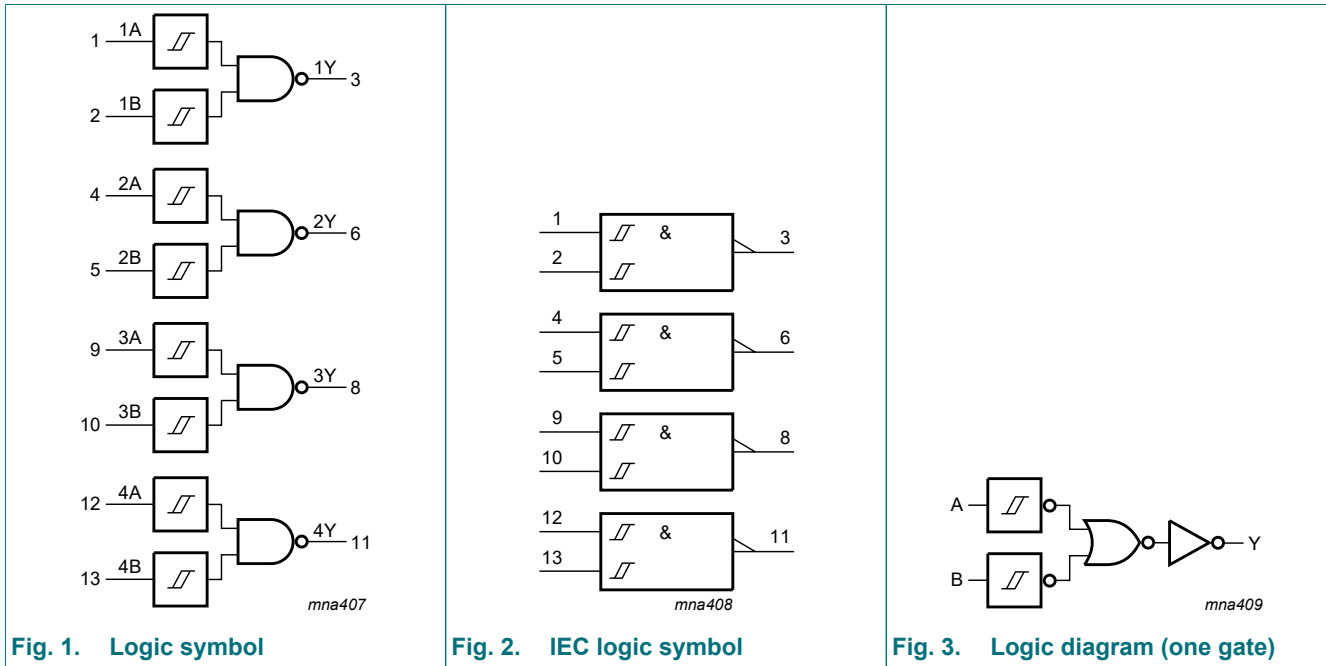 1 1A
1Y 3
2 1B
4 2A
2Y 6
5 2B
9 3A
3Y 8
10 3B
12 4A
4Y 11
13 4B
mna407
Fig. 1. Logic symbol
1 &
3
2
4 &
6
5
9 &
8
10
12 &
11
13
mna408
Fig. 2. IEC logic symbol
A
Y
B
mna409
Fig. 3. Logic diagram (one gate)